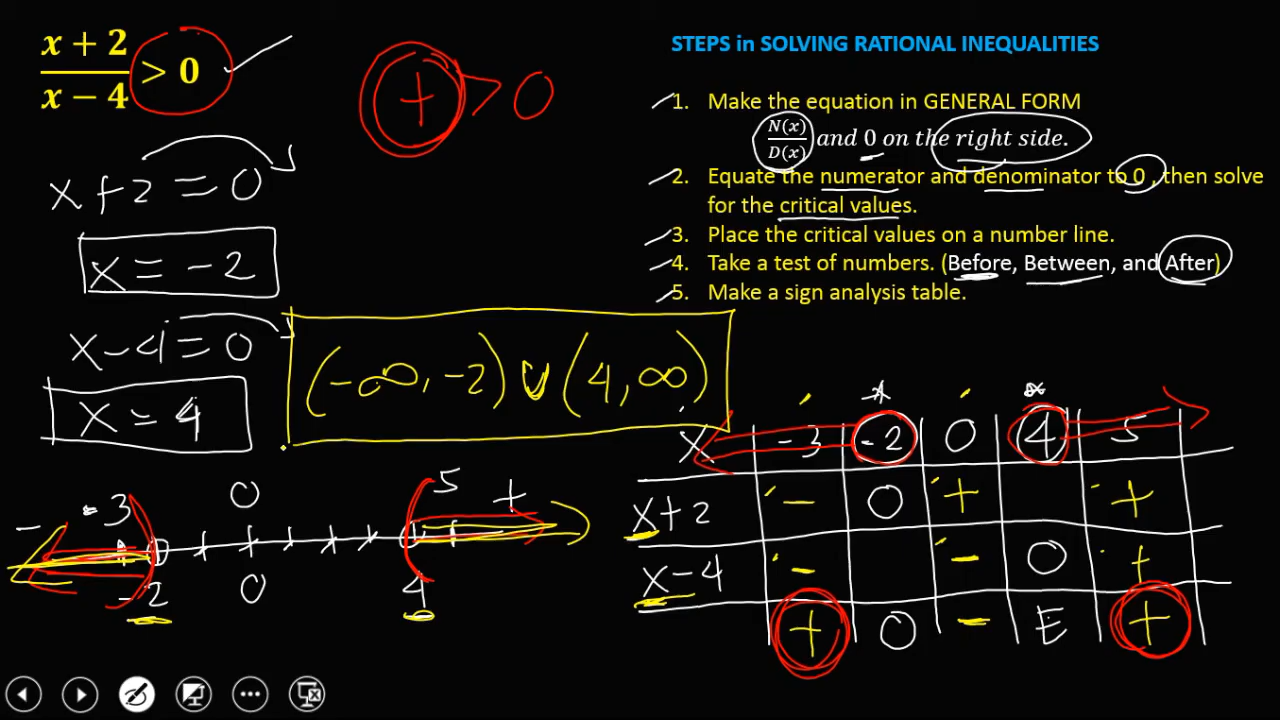 x + 2
x − 4
> 0
+ > 0
STEPS in SOLVING RATIONAL INEQUALITIES
1. Make the equation in GENERAL FORM
N(x)
D(x)
and 0 on the right side.
2. Equate the numerator and denominator to 0 , then solve
for the critical values.
3. Place the critical values on a number line.
4. Take a test of numbers. (Before, Between, and After)
5. Make a sign analysis table.
x+2 = 0
x = -2
x-4 = 0
x = 4
(-∞, -2) ∪ (4, ∞)
- -3 0 5 +
-2 0 4
x -3 -2 0 4 5
x+2 - 0 + +
x-4 - - 0 +
+ 0 - E +